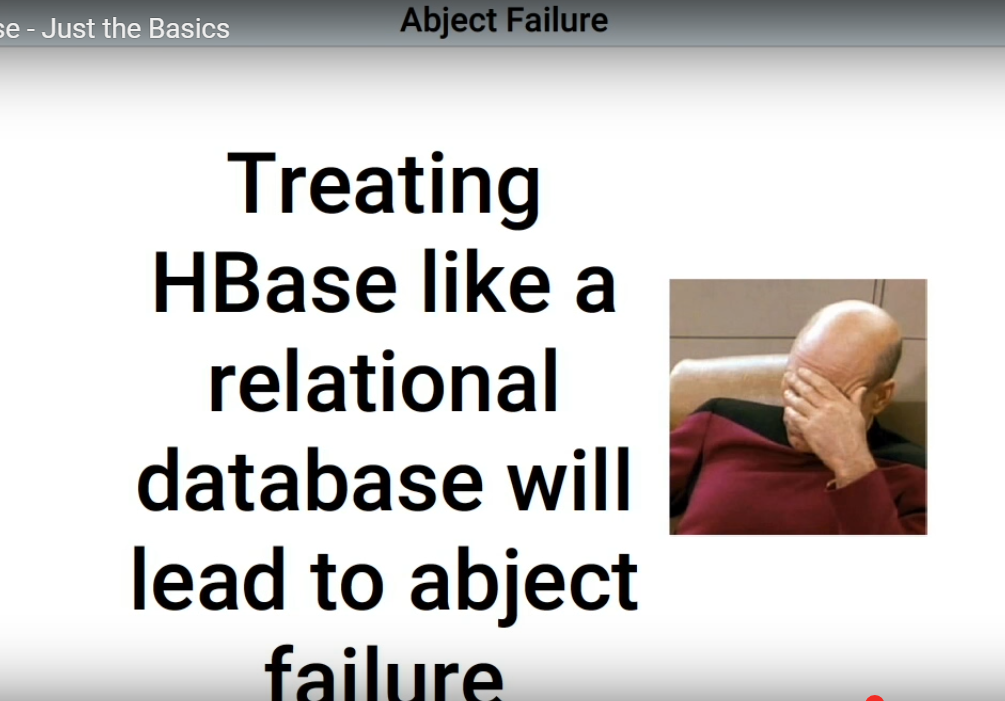 se - Just the Basics
Abject Failure
Treating
HBase like a
relational
database will
lead to abject
failure